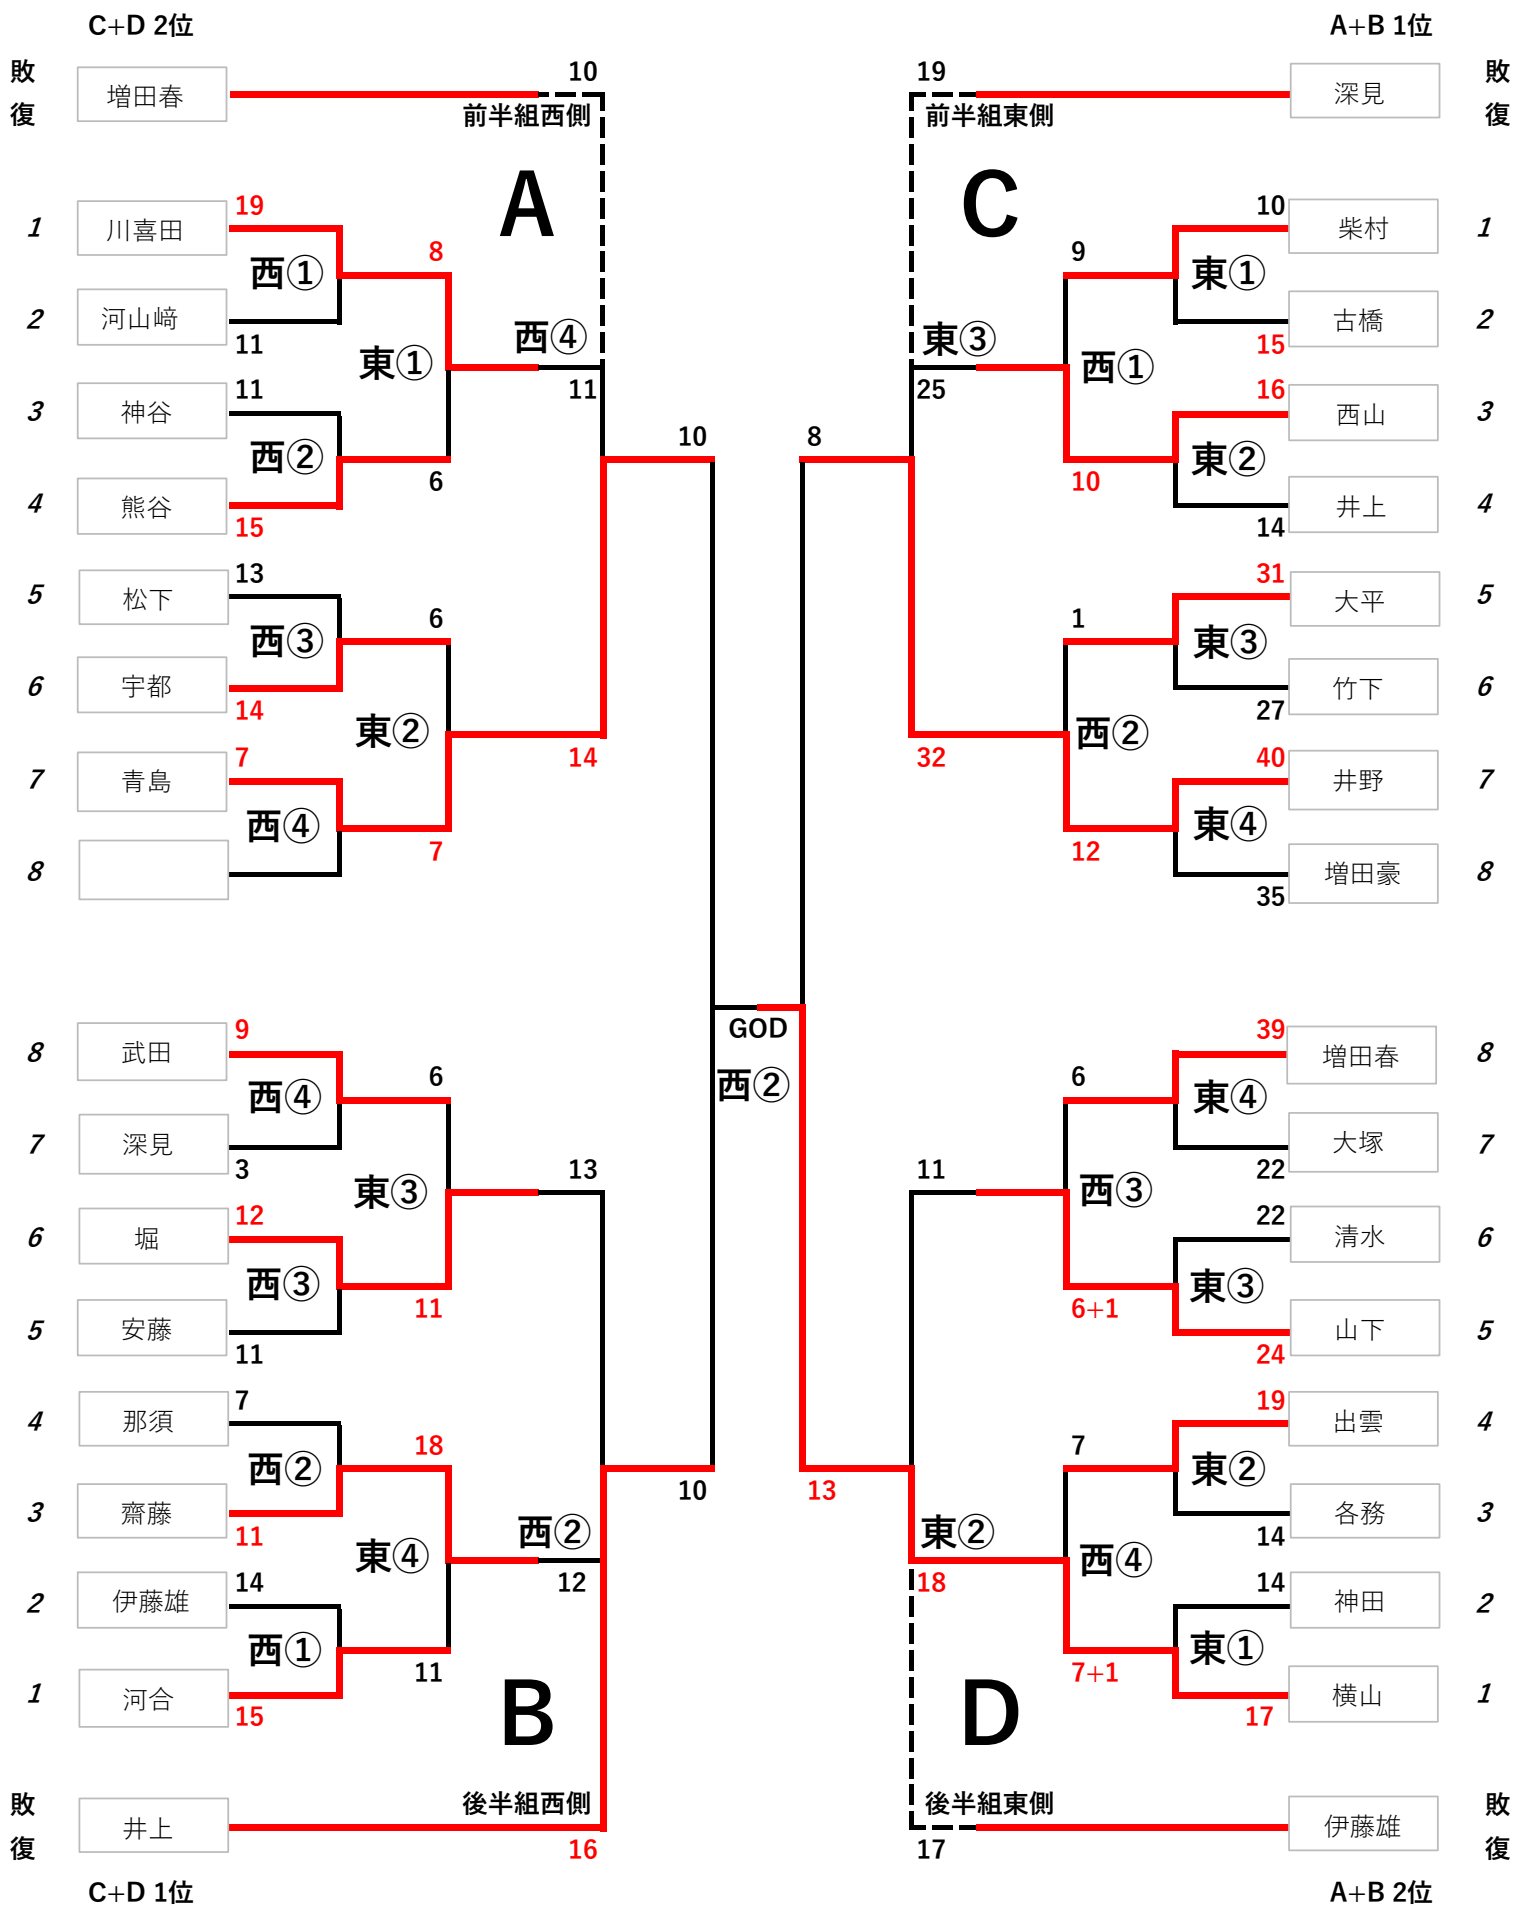 C+D 2位
敗
復
増田春
10
前半組西側
A
1
川喜田
19
西①
8
2
河山﨑
11
東①
西④
11
3
神谷
11
西②
6
4
熊谷
15
10
5
松下
13
西③
6
6
宇都
14
東②
14
7
青島
7
西④
7
8
8
武田
9
西④
6
7
深見
3
東③
13
6
堀
12
西③
11
5
安藤
11
4
那須
7
西②
18
3
齋藤
11
東④
西②
12
10
2
伊藤雄
14
西①
11
1
河合
15
B
敗
復
井上
後半組西側
16
C+D 1位
GOD
西②
A+B 1位
敗
復
深見
19
前半組東側
C
10
柴村
1
9
東①
古橋
2
15
東③
25
西①
16
西山
3
8
10
東②
井上
4
14
31
大平
5
1
東③
竹下
6
27
32
西②
40
井野
7
12
東④
増田豪
8
35
39
増田春
8
6
東④
大塚
7
22
11
西③
22
清水
6
6+1
東③
山下
5
24
19
出雲
4
7
東②
各務
3
14
13
東②
18
西④
14
神田
2
7+1
東①
横山
1
17
D
後半組東側
17
伊藤雄
敗
復
A+B 2位